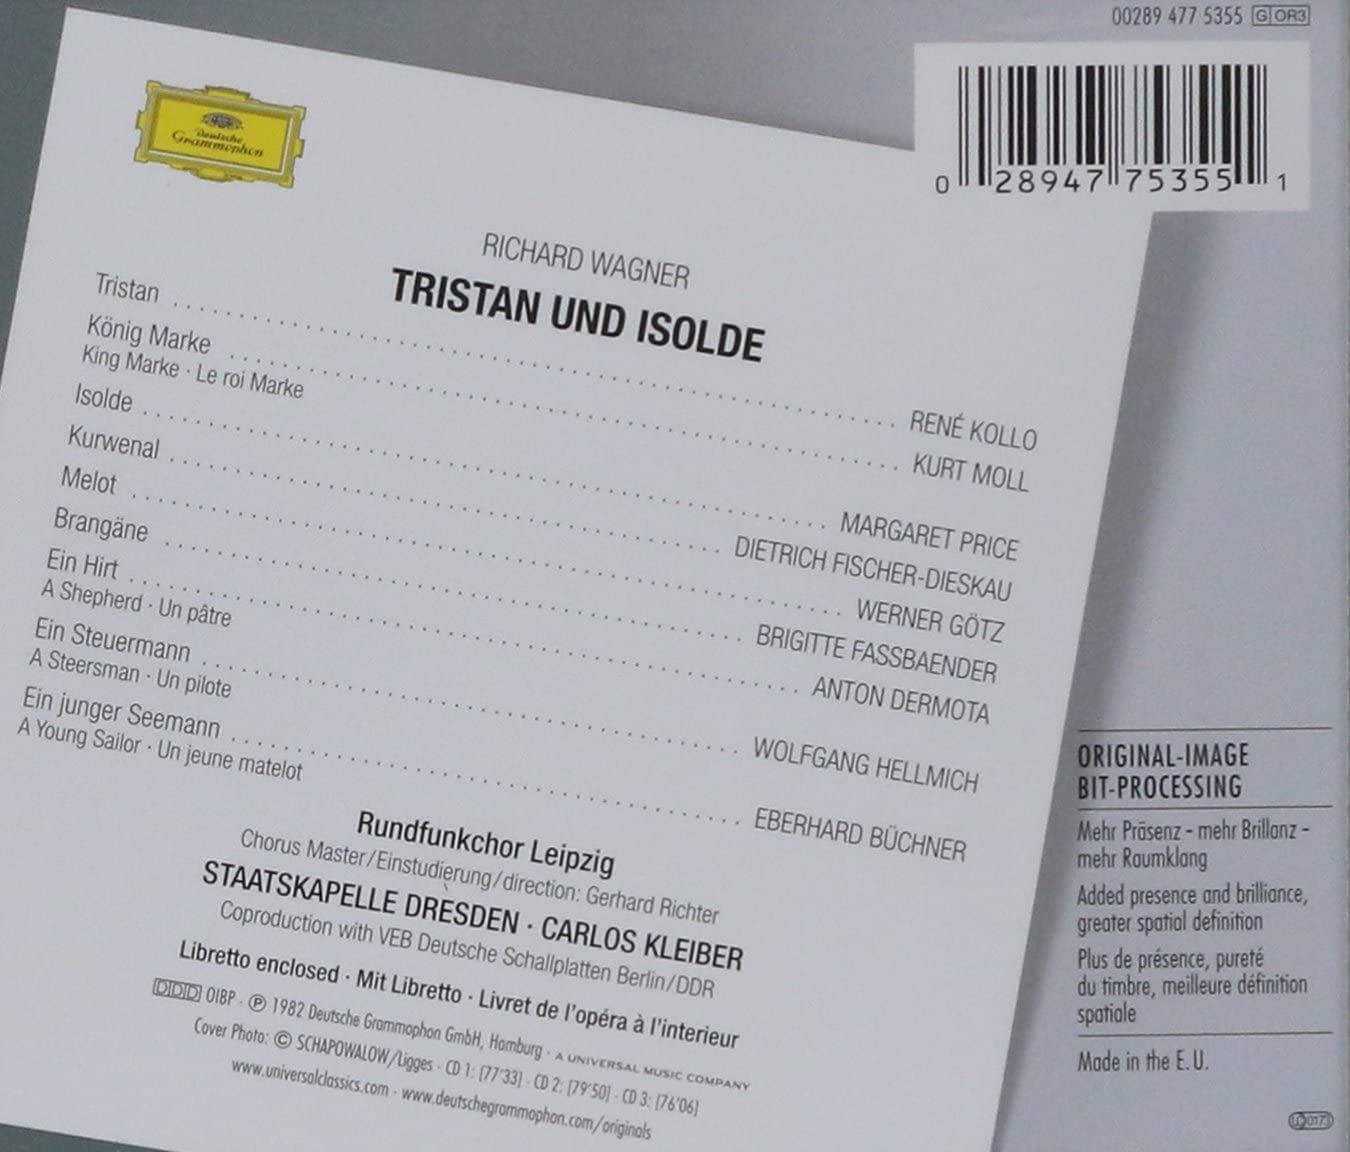 00289 477 5355 G OR3
0 28947 75355 1
Deutsche
Grammophon
RICHARD WAGNER
TRISTAN UND ISOLDE
Tristan . . . . . . . . . . RENÉ KOLLO
König Marke . . . . . . . . . . KURT MOLL
King Marke · Le roi Marke
Isolde . . . . . . . . . . MARGARET PRICE
Kurwenal . . . . . . . . . . DIETRICH FISCHER-DIESKAU
Melot . . . . . . . . . . WERNER GÖTZ
Brangäne . . . . . . . . . . BRIGITTE FASSBAENDER
Ein Hirt . . . . . . . . . . ANTON DERMOTA
A Shepherd · Un pâtre
Ein Steuermann . . . . . . . . . . WOLFGANG HELLMICH
A Steersman · Un pilote
Ein junger Seemann . . . . . . . . . . EBERHARD BÜCHNER
A Young Sailor · Un jeune matelot
Rundfunkchor Leipzig
Chorus Master/Einstudierung/direction: Gerhard Richter
STAATSKAPELLE DRESDEN · CARLOS KLEIBER
Coproduction with VEB Deutsche Schallplatten Berlin/DDR
Libretto enclosed · Mit Libretto · Livret de l'opéra à l'interieur
DDD OIBP · ℗ 1982 Deutsche Grammophon GmbH, Hamburg · A UNIVERSAL MUSIC COMPANY
Cover Photo: © SCHAPOWALOW/Ligges · CD 1: [77'33] · CD 2: [79'50] · CD 3: [76'06]
www.universalclassics.com · www.deutschegrammophon.com/originals
ORIGINAL-IMAGE
BIT-PROCESSING
Mehr Präsenz – mehr Brillanz –
mehr Raumklang
Added presence and brilliance,
greater spatial definition
Plus de présence, pureté
du timbre, meilleure définition
spatiale
Made in the E.U.